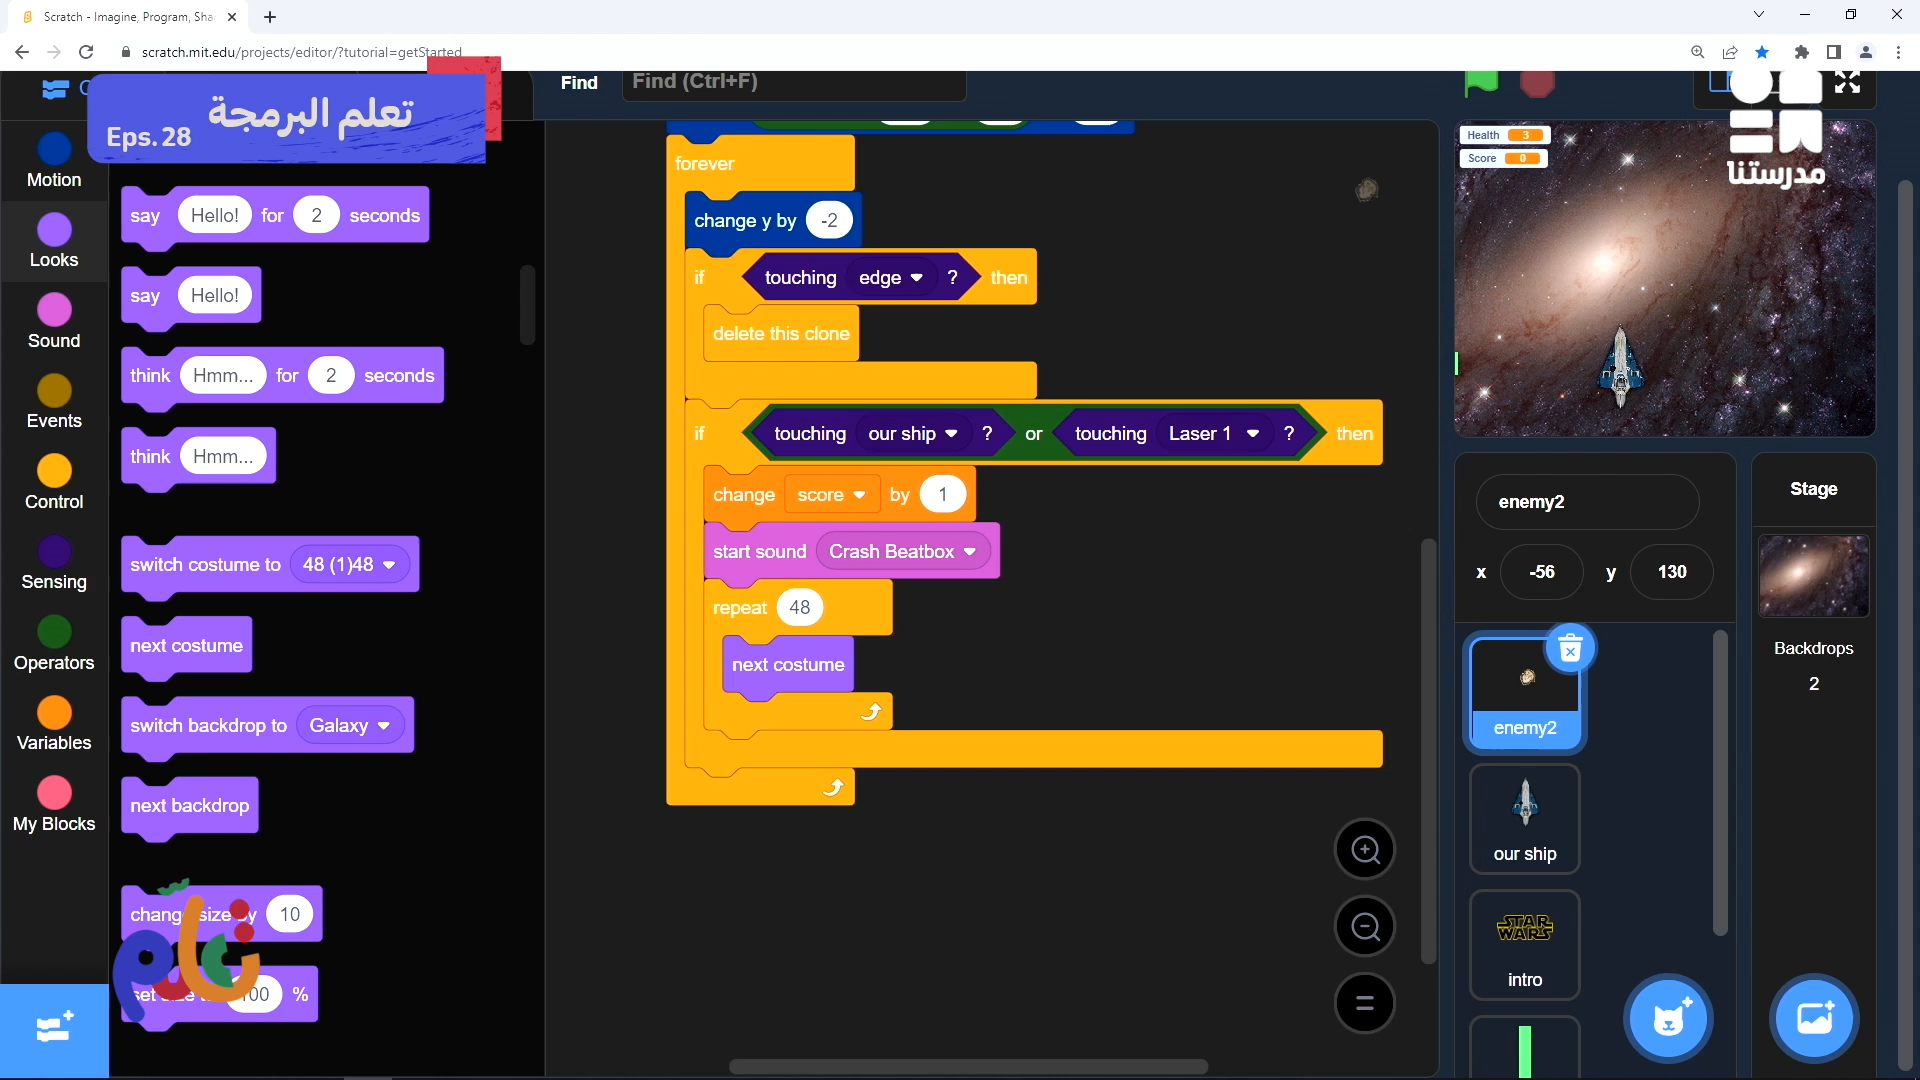 Scratch - Imagine, Program, Sha
scratch.mit.edu/projects/editor/?tutorial=getStarted
Find
Find (Ctrl+F)
تعلم البرمجة
Eps. 28
Motion
Looks
Sound
Events
Control
Sensing
Operators
Variables
My Blocks
say Hello! for 2 seconds
say Hello!
think Hmm... for 2 seconds
think Hmm...
switch costume to 48 (1)48
next costume
switch backdrop to Galaxy
next backdrop
change size by 10
set size to 100 %
forever
change y by -2
if touching edge ? then
delete this clone
if touching our ship ? or touching Laser 1 ? then
change score by 1
start sound Crash Beatbox
repeat 48
next costume
Health 3
Score 0
مدرستنا
enemy2
x -56 y 130
enemy2
our ship
STAR WARS
intro
Stage
Backdrops
2